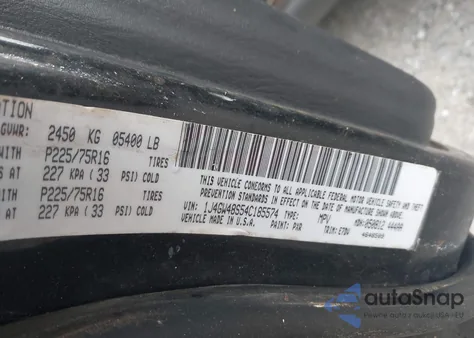 OTION
GVWR: 2450 KG 05400 LB
WITH P225/75R16 TIRES
S AT 227 KPA ( 33 PSI) COLD
WITH P225/75R16 TIRES
S AT 227 KPA ( 33 PSI) COLD
THIS VEHICLE CONFORMS TO ALL APPLICABLE FEDERAL MOTOR VEHICLE SAFETY AND THEFT
PREVENTION STANDARDS IN EFFECT ON THE DATE OF MANUFACTURE SHOWN ABOVE.
VIN: 1J4GW48S54C165574 TYPE: MPV MDH:
VEHICLE MADE IN U.S.A. PAINT: PXR TRIM:
autoSnap